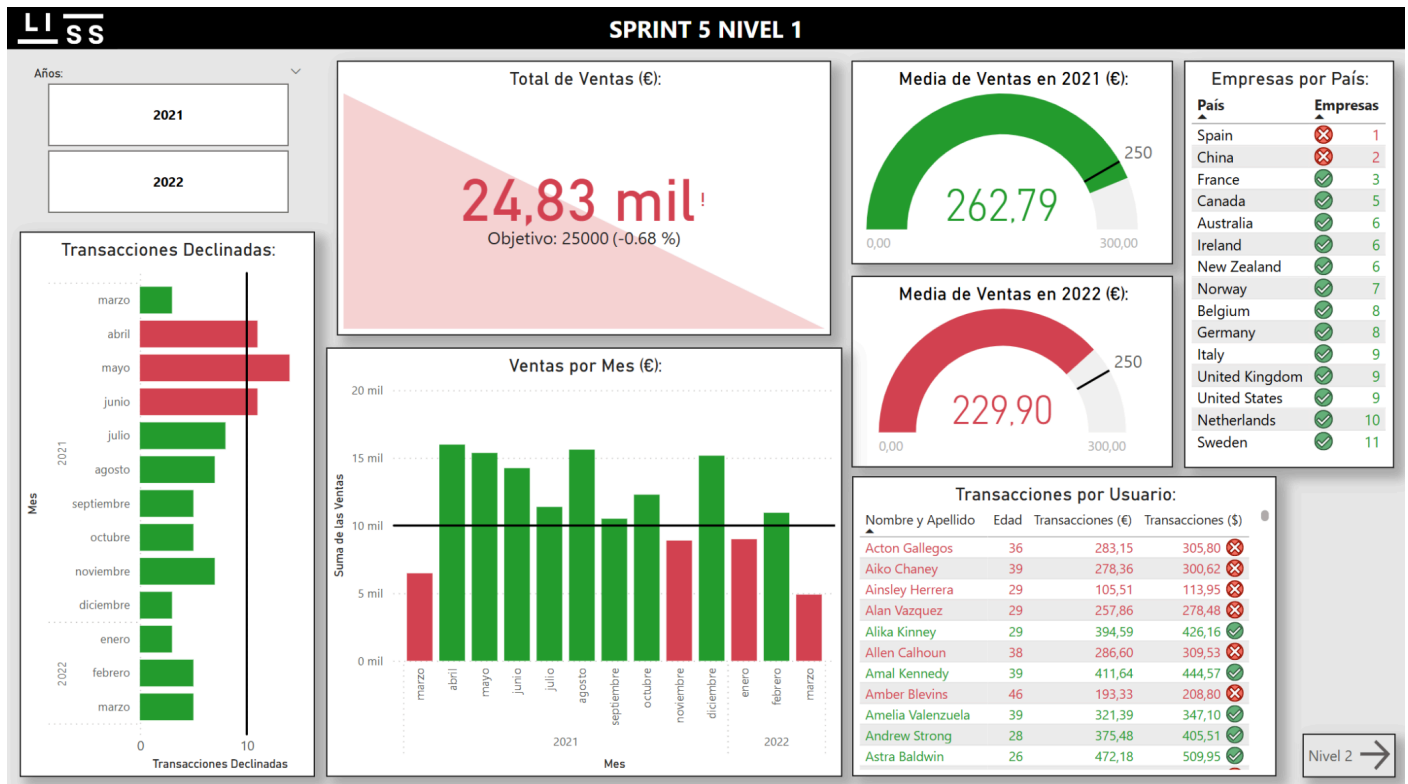 LI SS
SPRINT 5 NIVEL 1
Años:
2021
2022
Transacciones Declinadas:
marzo
abril
mayo
junio
julio
agosto
septiembre
octubre
noviembre
diciembre
enero
febrero
marzo
2021
2022
Mes
0 10
Transacciones Declinadas
Total de Ventas (€):
24,83 mil!
Objetivo: 25000 (-0.68 %)
Ventas por Mes (€):
20 mil
15 mil
10 mil
5 mil
0 mil
Suma de las Ventas
marzo abril mayo junio julio agosto septiembre octubre noviembre diciembre enero febrero marzo
2021 2022
Mes
Media de Ventas en 2021 (€):
250
262,79
0,00 300,00
Media de Ventas en 2022 (€):
250
229,90
0,00 300,00
Empresas por País:
País Empresas
Spain 1
China 2
France 3
Canada 5
Australia 6
Ireland 6
New Zealand 6
Norway 7
Belgium 8
Germany 8
Italy 9
United Kingdom 9
United States 9
Netherlands 10
Sweden 11
Transacciones por Usuario:
Nombre y Apellido Edad Transacciones (€) Transacciones ($)
Acton Gallegos 36 283,15 305,80
Aiko Chaney 39 278,36 300,62
Ainsley Herrera 29 105,51 113,95
Alan Vazquez 29 257,86 278,48
Alika Kinney 29 394,59 426,16
Allen Calhoun 38 286,60 309,53
Amal Kennedy 39 411,64 444,57
Amber Blevins 46 193,33 208,80
Amelia Valenzuela 39 321,39 347,10
Andrew Strong 28 375,48 405,51
Astra Baldwin 26 472,18 509,95
Nivel 2